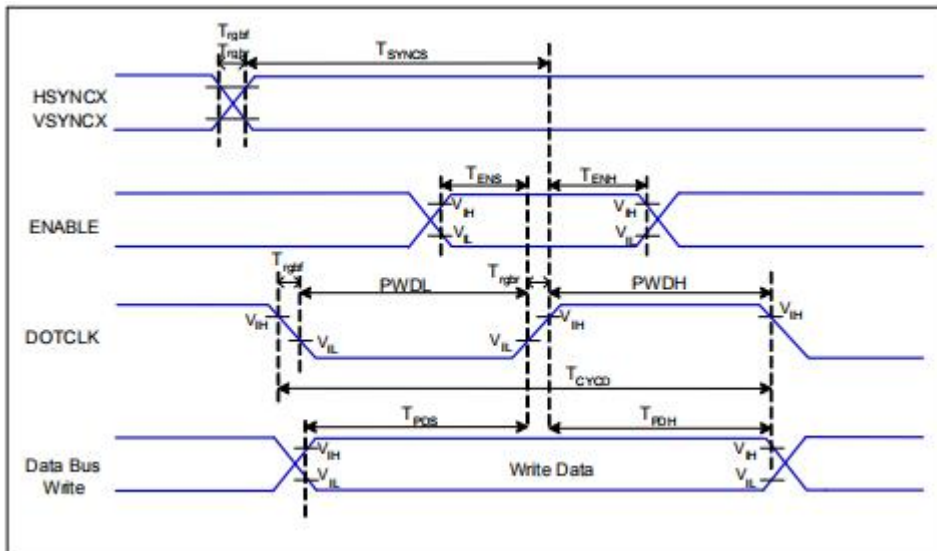 Trgbf
Trgbr
TSYNCS
HSYNCX
VSYNCX
TENS
TENH
VIH
VIH
ENABLE
VIL
VIL
Trgbf
PWDL
Trgbr
PWDH
VIH
VIH
VIH
DOTCLK
VIL
VIL
TCYCD
TPDS
TPDH
VIH
VIH
Data Bus
Write
VIL
Write Data
VIL